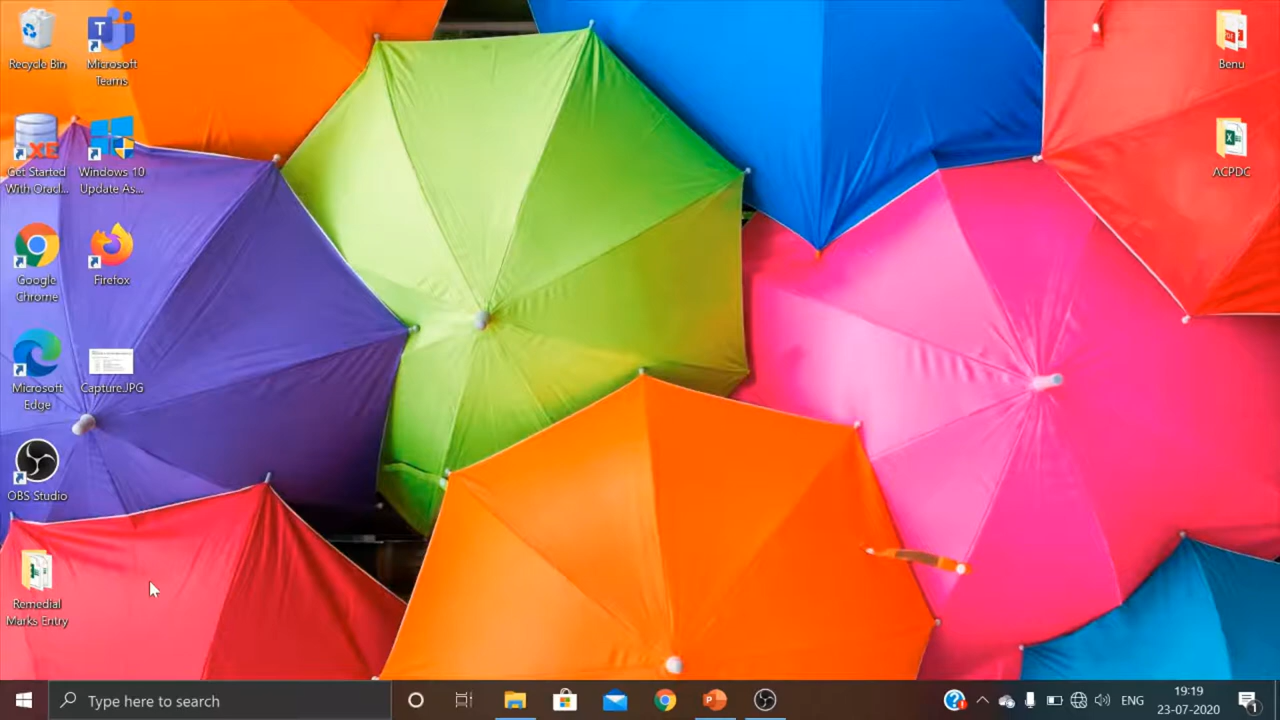 Recycle Bin
Microsoft
Teams
Get Started
With Oracl...
Windows 10
Update As...
Google
Chrome
Firefox
Microsoft
Edge
Capture.JPG
OBS Studio
Remedial
Marks Entry
Benu
ACPDC
Type here to search
ENG
19:19
23-07-2020
1